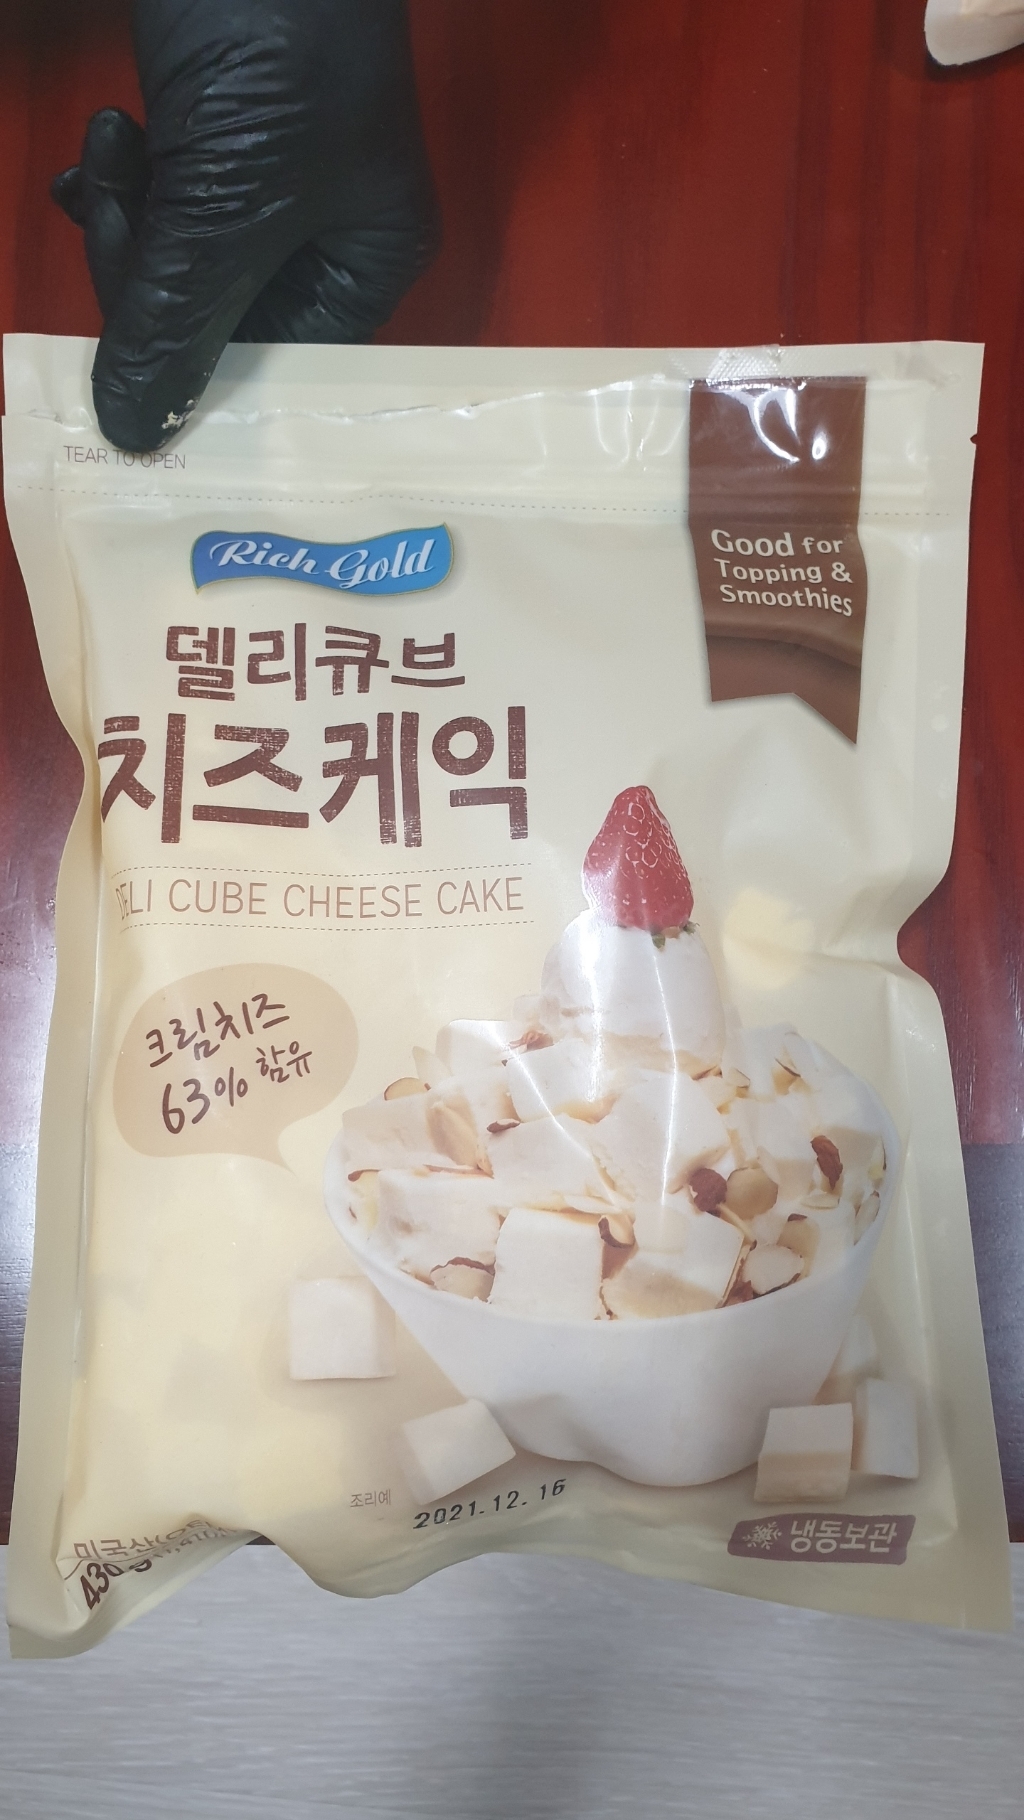 TEAR TO OPEN
Rich Gold
Good for
Topping &
Smoothies
델리큐브
치즈케익
DELI CUBE CHEESE CAKE
크림치즈
63% 함유
조리예
2021.12.16
냉동보관
미국산
430 g